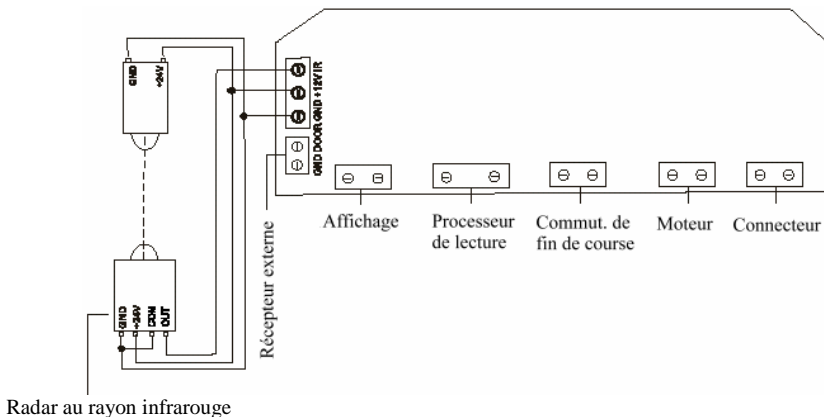 GND
+24V
GND DOOR GND +12V IR
Affichage
Processeur
de lecture
Commut. de
fin de course
Moteur
Connecteur
Récepteur externe
GND
+24V
COM
OUT
Radar au rayon infrarouge